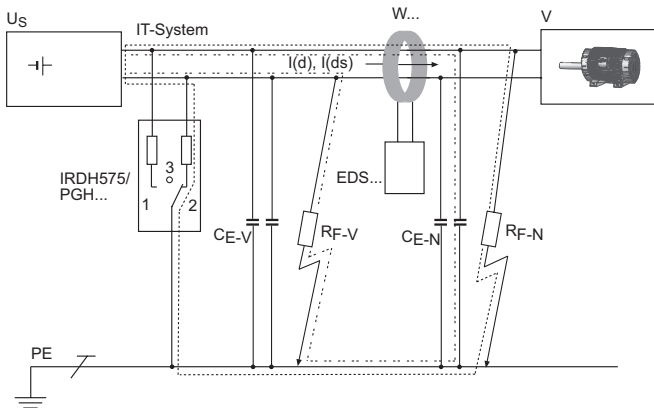 US
IT-System
W...
V
I(d), I(ds)
IRDH575/
PGH...
3
1
2
EDS...
CE-V
RF-V
CE-N
RF-N
PE